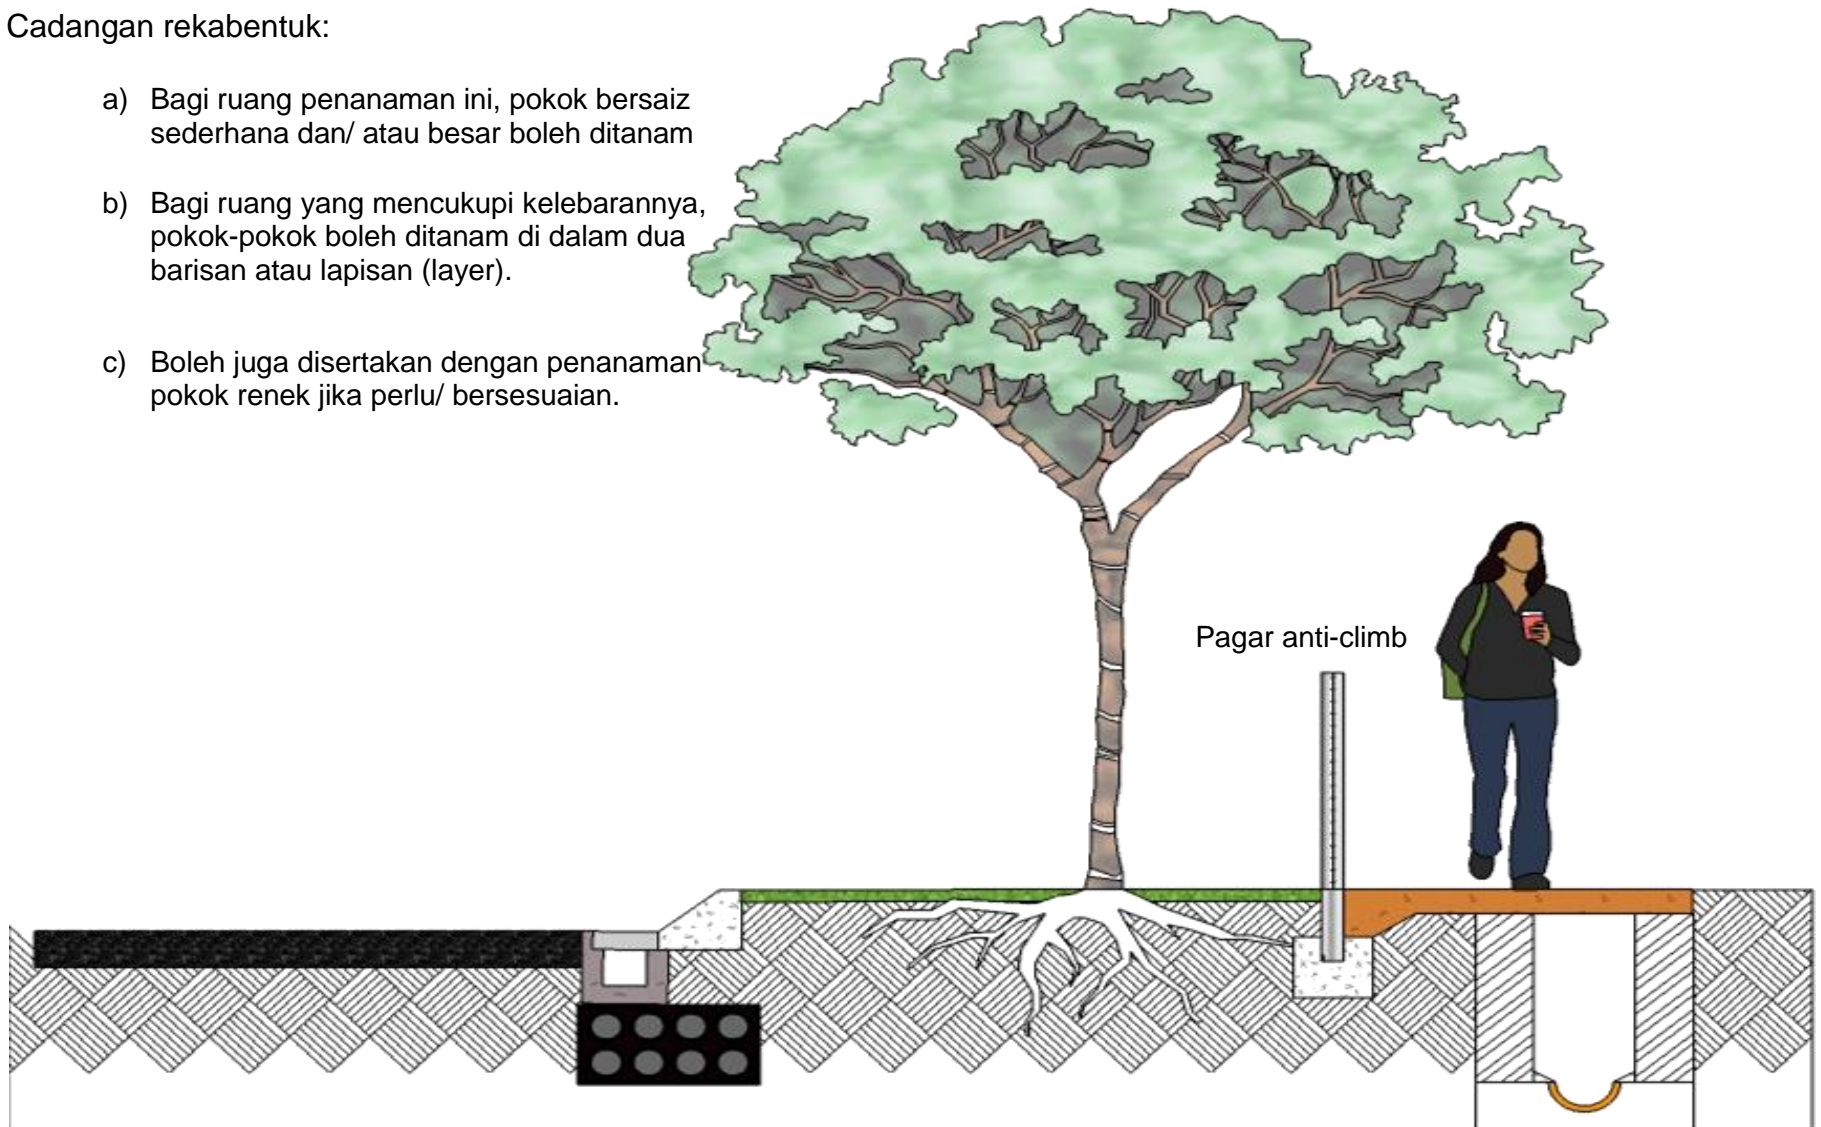 Cadangan rekabentuk:
a) Bagi ruang penanaman ini, pokok bersaiz
sederhana dan/ atau besar boleh ditanam
b) Bagi ruang yang mencukupi kelebarannya,
pokok-pokok boleh ditanam di dalam dua
barisan atau lapisan (layer).
c) Boleh juga disertakan dengan penanaman
pokok renek jika perlu/ bersesuaian.
Pagar anti-climb